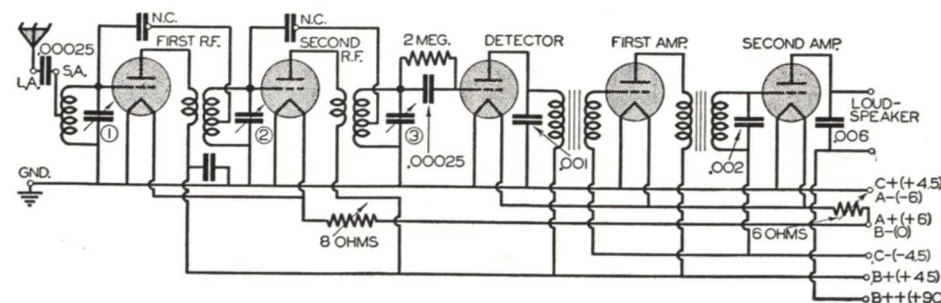 .00025
L.A.
S.A.
N.C.
FIRST R.F.
①
N.C.
SECOND
R.F.
②
2 MEG.
③
.00025
DETECTOR
.001
FIRST AMP.
.002
SECOND AMP.
.006
LOUD-
SPEAKER
GND.
8 OHMS
6 OHMS
C+(+4.5)
A-(-6)
A+(+6)
B-(0)
C-(-4.5)
B+(+45)
B++(+90